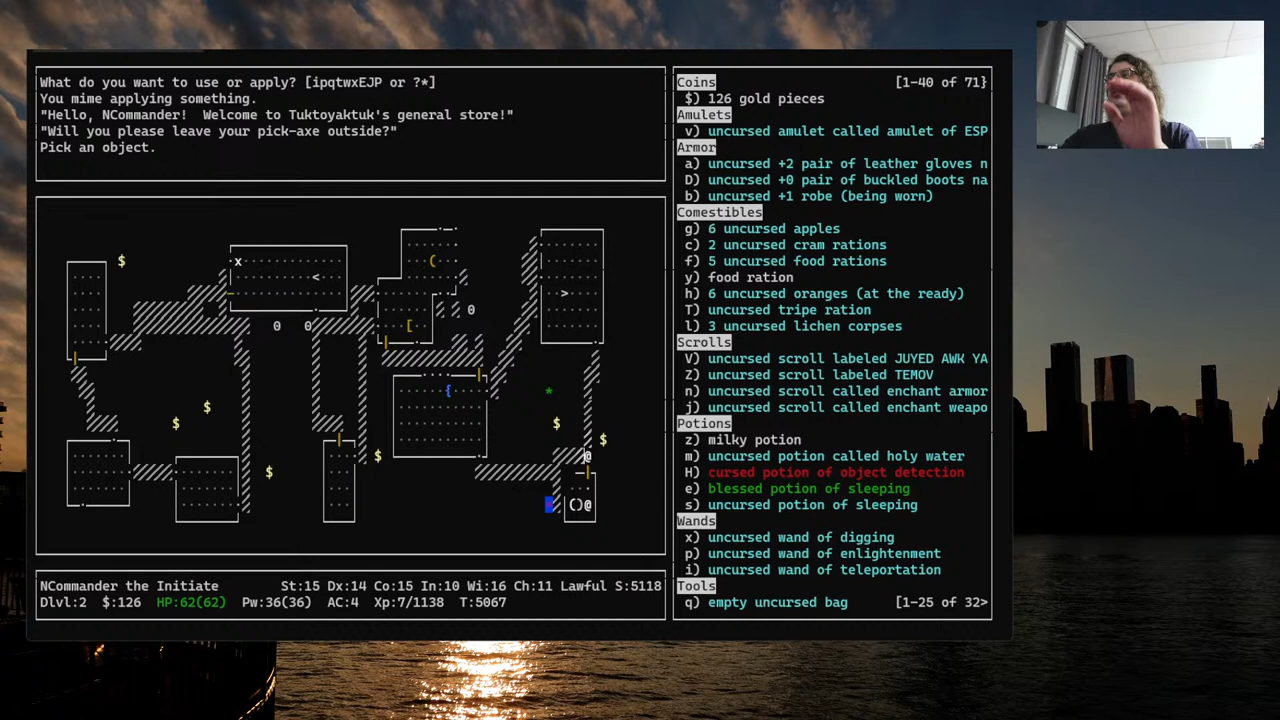 What do you want to use or apply? [ipqtwxEJP or ?*]
You mime applying something.
"Hello, NCommander!  Welcome to Tuktoyaktuk's general store!"
"Will you please leave your pick-axe outside?"
Pick an object.
NCommander the Initiate St:15 Dx:14 Co:15 In:10 Wi:16 Ch:11 Lawful S:5118
Dlvl:2 $:126 HP:62(62) Pw:36(36) AC:4 Xp:7/1138 T:5067
Coins [1-40 of 71}
$) 126 gold pieces
Amulets
v) uncursed amulet called amulet of ESP
Armor
a) uncursed +2 pair of leather gloves n
D) uncursed +0 pair of buckled boots na
b) uncursed +1 robe (being worn)
Comestibles
g) 6 uncursed apples
c) 2 uncursed cram rations
f) 5 uncursed food rations
y) food ration
h) 6 uncursed oranges (at the ready)
T) uncursed tripe ration
l) 3 uncursed lichen corpses
Scrolls
V) uncursed scroll labeled JUYED AWK YA
Z) uncursed scroll labeled TEMOV
n) uncursed scroll called enchant armor
j) uncursed scroll called enchant weapo
Potions
z) milky potion
m) uncursed potion called holy water
H) cursed potion of object detection
e) blessed potion of sleeping
s) uncursed potion of sleeping
Wands
x) uncursed wand of digging
p) uncursed wand of enlightenment
i) uncursed wand of teleportation
Tools
q) empty uncursed bag [1-25 of 32>